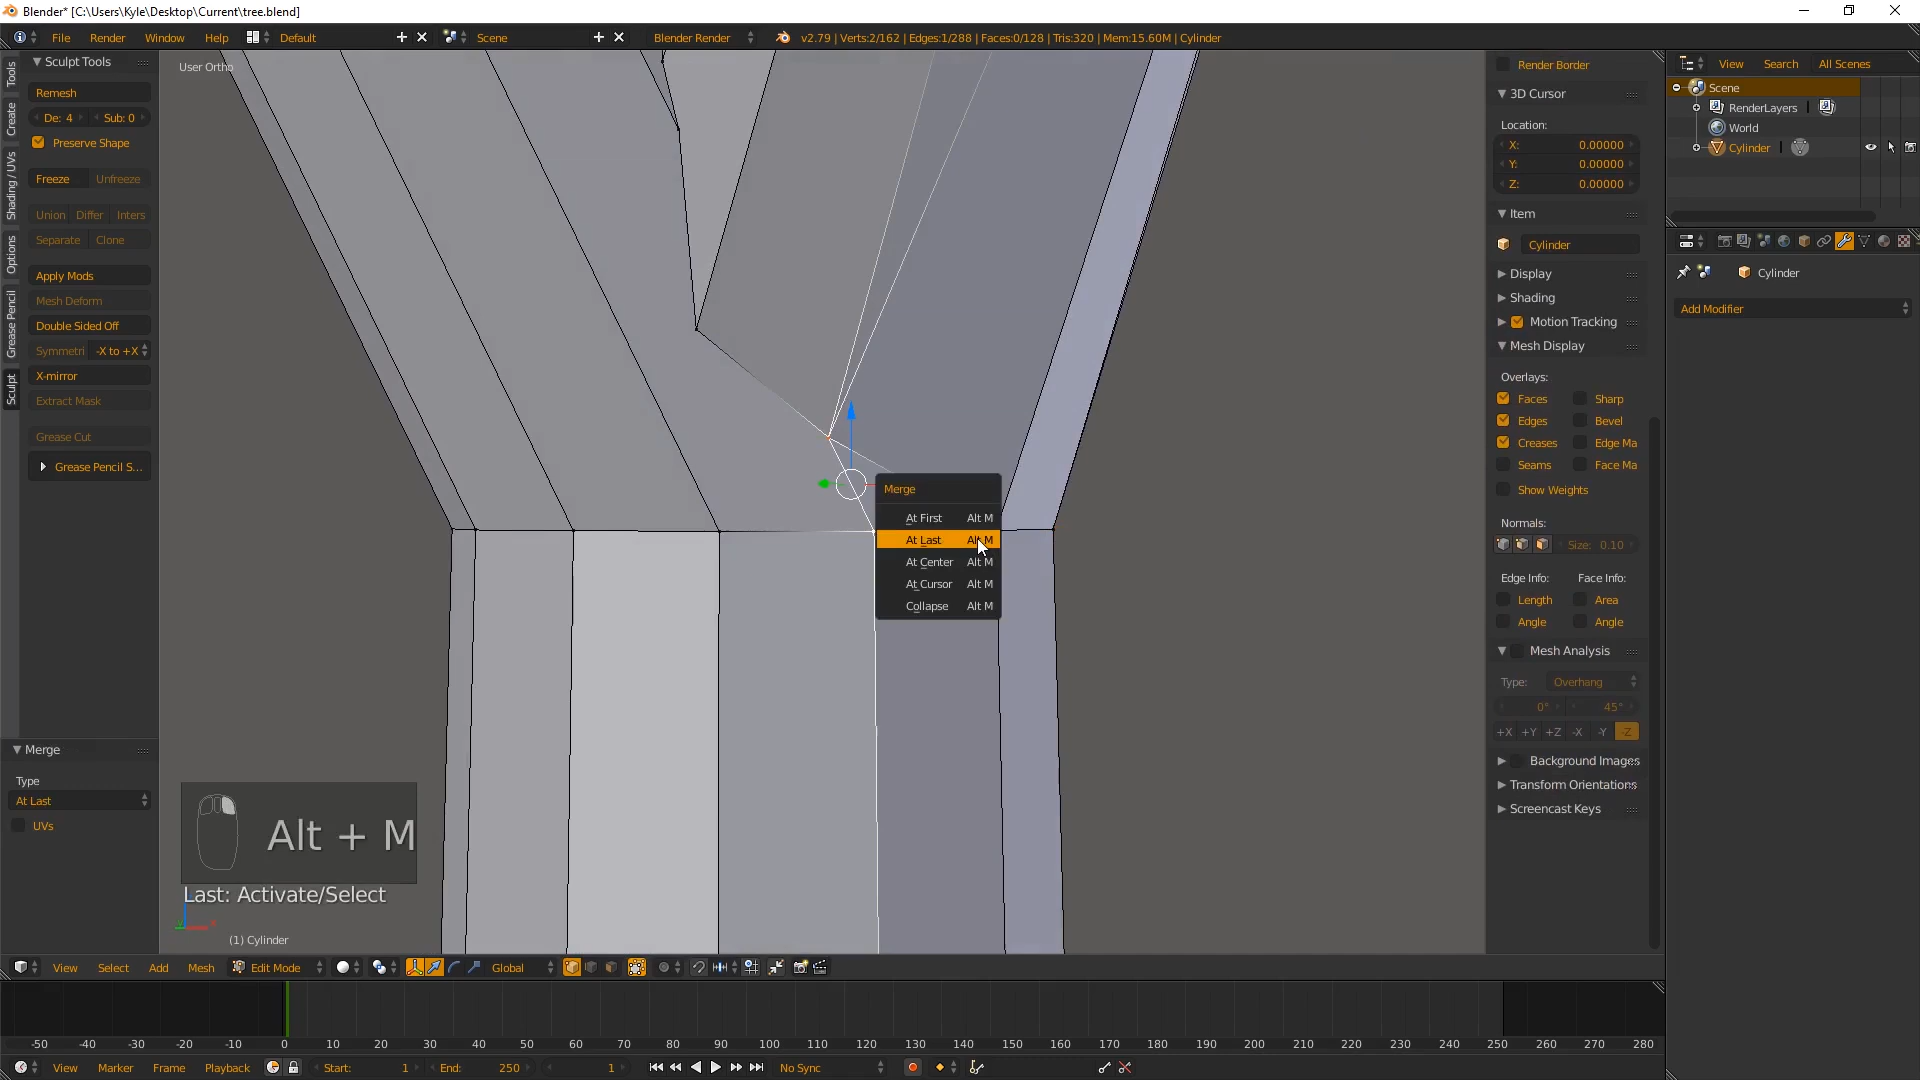 Blender* [C:\Users\Kyle\Desktop\Current\tree.blend]
File Render Window Help Default Scene Blender Render v2.79 | Verts:2/162 | Edges:1/288 | Faces:0/128 | Tris:320 | Mem:15.60M | Cylinder
Tools
Create
Shading / UVs
Options
Grease Pencil
Sculpt
Sculpt Tools
Remesh
De: 4 Sub: 0
Preserve Shape
Freeze Unfreeze
Union Differ Inters
Separate Clone
Apply Mods
Mesh Deform
Double Sided Off
Symmetri -X to +X
X-mirror
Extract Mask
Grease Cut
Grease Pencil S...
Merge
Type
At Last
UVs
User Ortho
Merge
At First Alt M
At Last Alt M
At Center Alt M
At Cursor Alt M
Collapse Alt M
Alt + M
Last: Activate/Select
(1) Cylinder
Render Border
3D Cursor
Location:
X: 0.00000
Y: 0.00000
Z: 0.00000
Item
Cylinder
Display
Shading
Motion Tracking
Mesh Display
Overlays:
Faces Sharp
Edges Bevel
Creases Edge Ma
Seams Face Ma
Show Weights
Normals:
Size: 0.10
Edge Info: Face Info:
Length Area
Angle Angle
Mesh Analysis
Type: Overhang
0° 45°
+X +Y +Z -X -Y -Z
Background Images
Transform Orientations
Screencast Keys
View Search All Scenes
Scene
RenderLayers
World
Cylinder
Cylinder
Add Modifier
View Select Add Mesh Edit Mode Global
-50 -40 -30 -20 -10 0 10 20 30 40 50 60 70 80 90 100 110 120 130 140 150 160 170 180 190 200 210 220 230 240 250 260 270 280
View Marker Frame Playback Start: 1 End: 250 1 No Sync